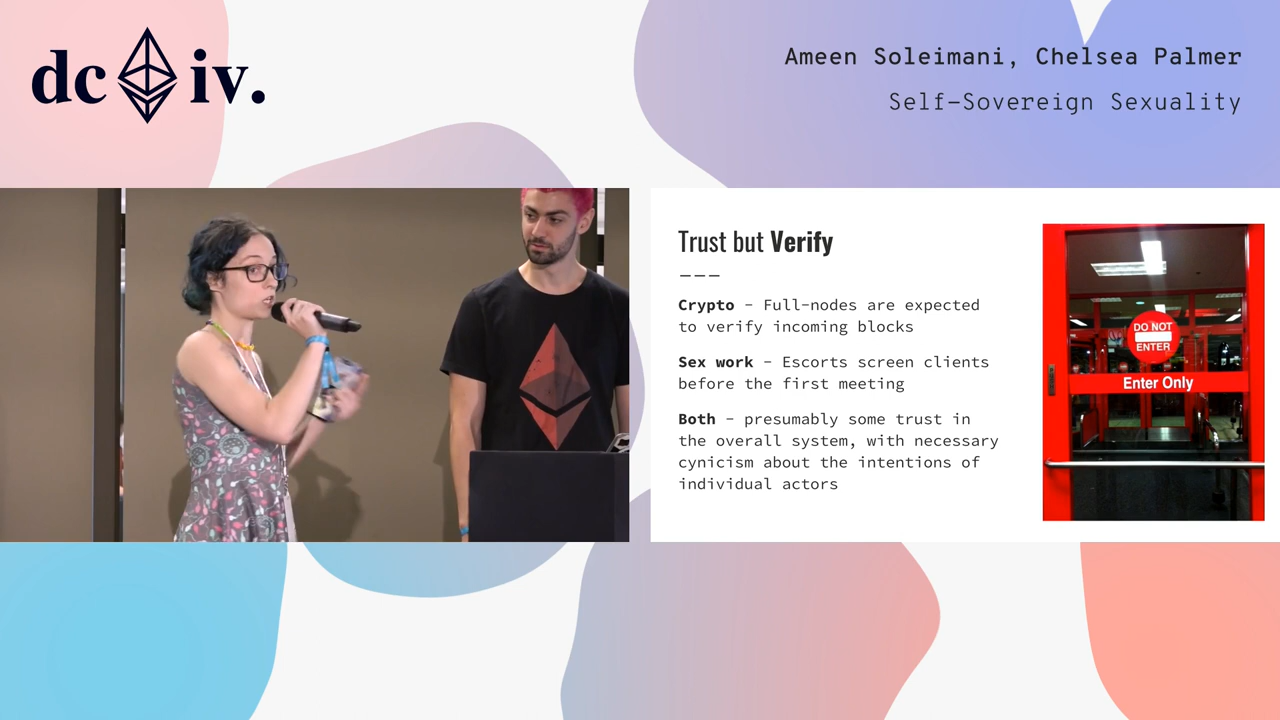 dc iv.
Ameen Soleimani, Chelsea Palmer
Self-Sovereign Sexuality
Trust but Verify
---
Crypto - Full-nodes are expected
to verify incoming blocks
Sex work - Escorts screen clients
before the first meeting
Both - presumably some trust in
the overall system, with necessary
cynicism about the intentions of
individual actors
DO NOT
ENTER
Enter Only